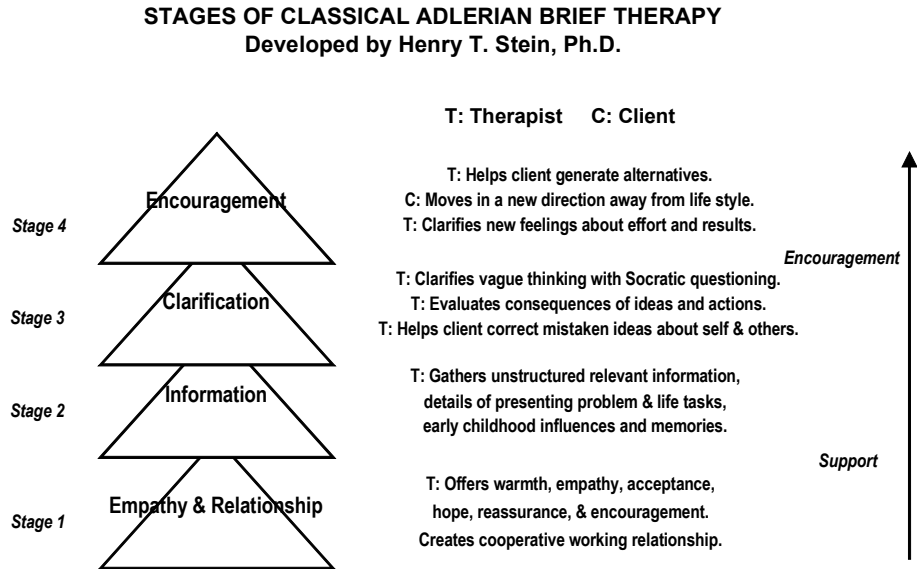 STAGES OF CLASSICAL ADLERIAN BRIEF THERAPY
Developed by Henry T. Stein, Ph.D.
T: Therapist C: Client
Encouragement
Stage 4
T: Helps client generate alternatives.
C: Moves in a new direction away from life style.
T: Clarifies new feelings about effort and results.
Encouragement
Clarification
Stage 3
T: Clarifies vague thinking with Socratic questioning.
T: Evaluates consequences of ideas and actions.
T: Helps client correct mistaken ideas about self & others.
Information
Stage 2
T: Gathers unstructured relevant information,
details of presenting problem & life tasks,
early childhood influences and memories.
Support
Empathy & Relationship
Stage 1
T: Offers warmth, empathy, acceptance,
hope, reassurance, & encouragement.
Creates cooperative working relationship.